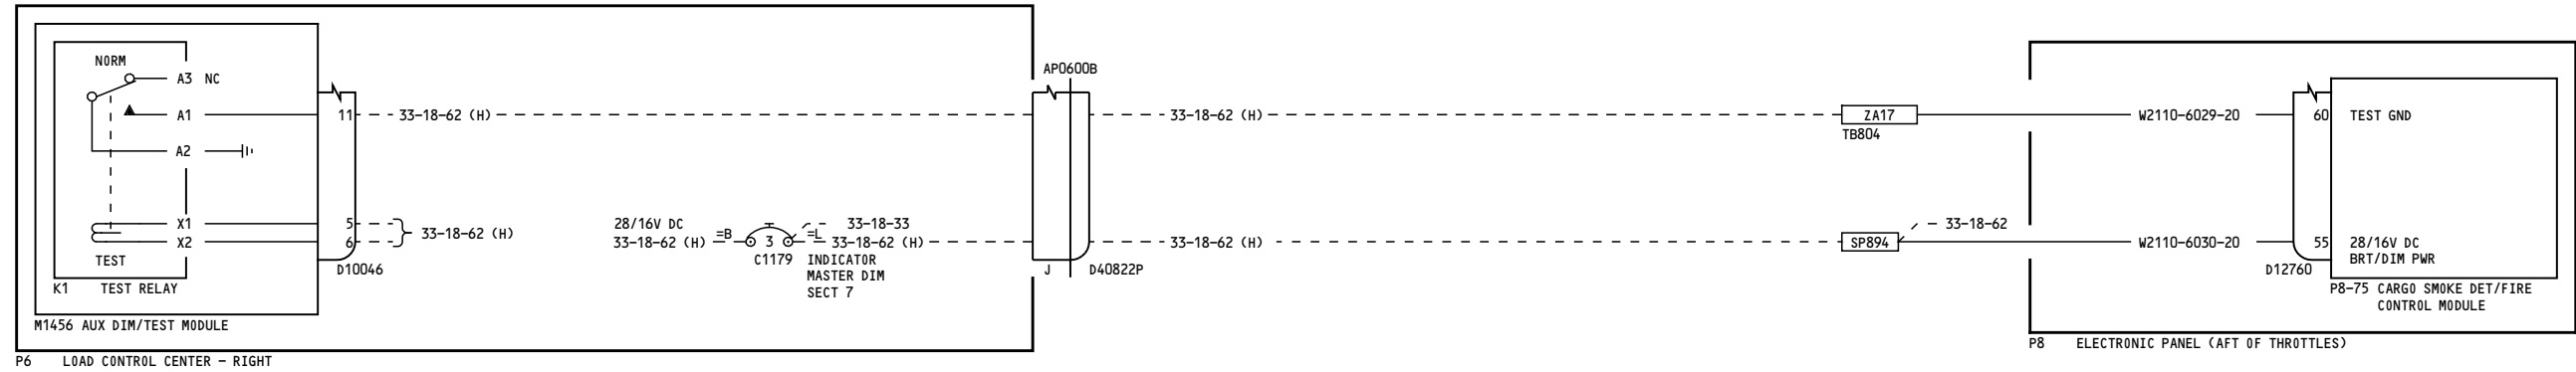 NORM
A3 NC
A1
A2
X1
X2
TEST
K1 TEST RELAY
M1456 AUX DIM/TEST MODULE
P6 LOAD CONTROL CENTER - RIGHT
11
5
6
D10046
33-18-62 (H)
33-18-62 (H)
28/16V DC
33-18-62 (H)
=B
3
=L
C1179
33-18-33
33-18-62 (H)
INDICATOR
MASTER DIM
SECT 7
AP0600B
J
D40822P
33-18-62 (H)
33-18-62 (H)
ZA17
TB804
SP894
33-18-62
W2110-6029-20
W2110-6030-20
60
55
D12760
TEST GND
28/16V DC
BRT/DIM PWR
P8-75 CARGO SMOKE DET/FIRE
CONTROL MODULE
P8 ELECTRONIC PANEL (AFT OF THROTTLES)